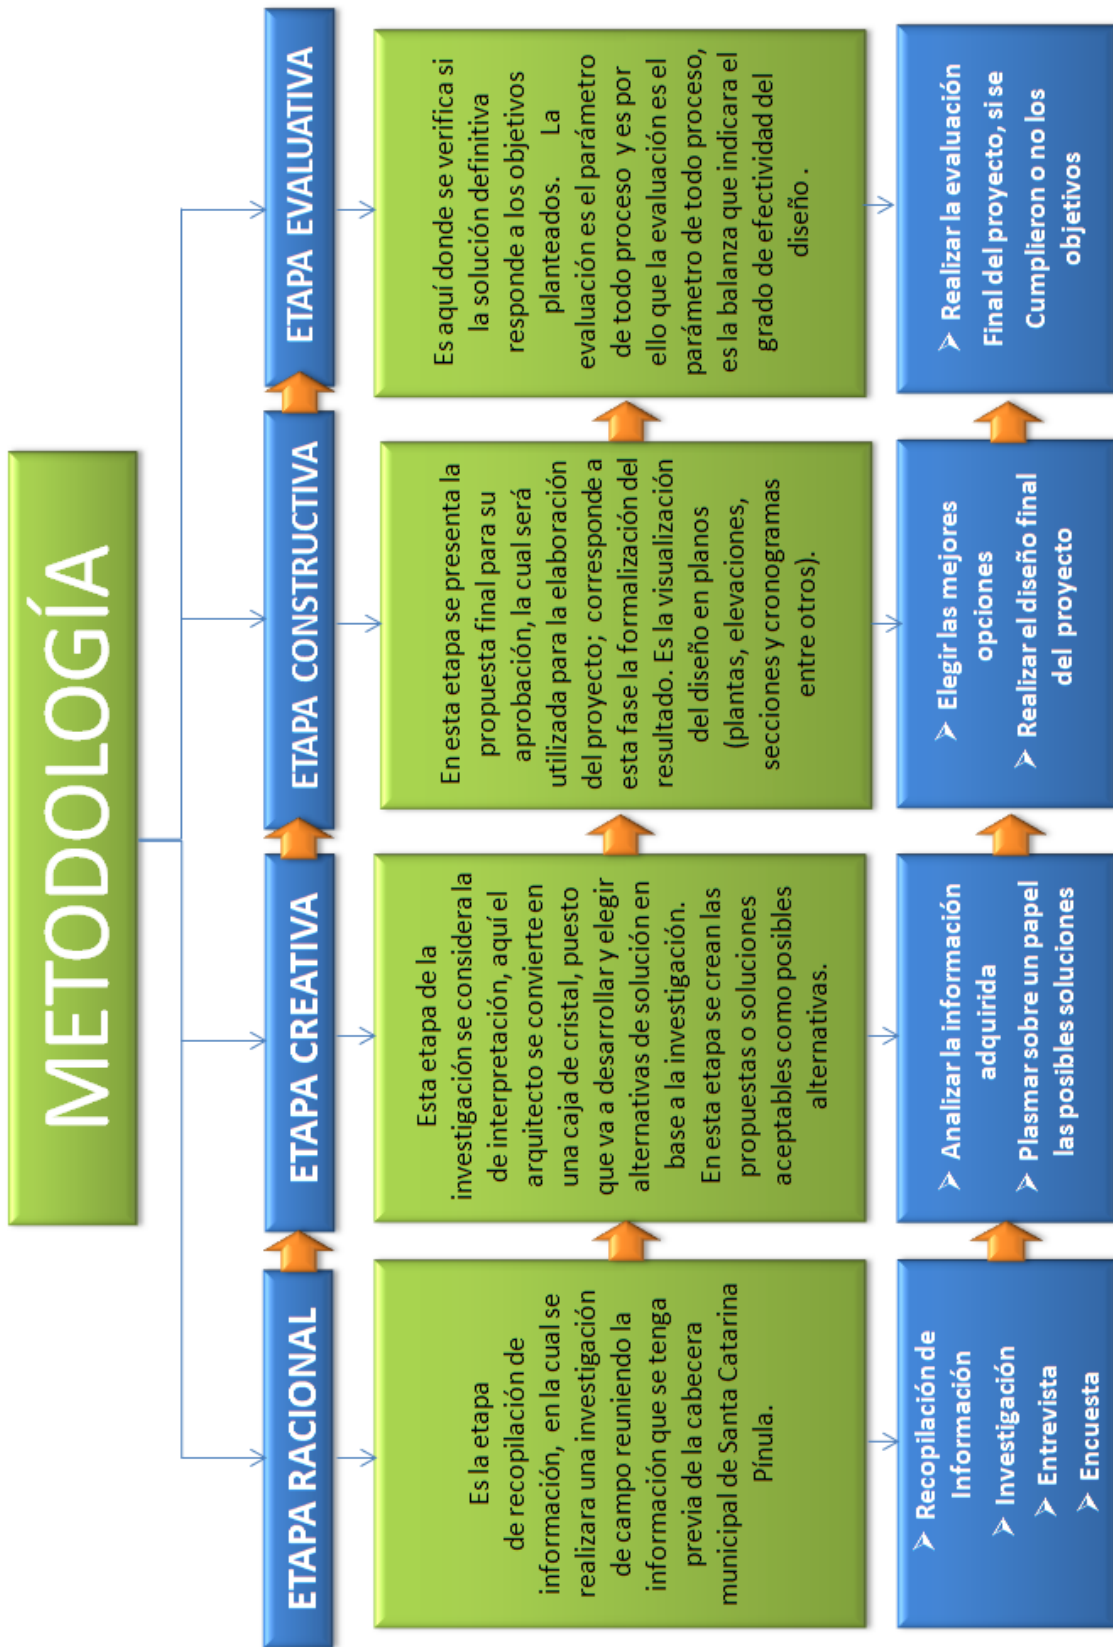 METODOLOGÍA
ETAPA RACIONAL
Es la etapa
de recopilación de
información, en la cual se
realizara una investigación
de campo reuniendo la
información que se tenga
previa de la cabecera
municipal de Santa Catarina
Pínula.
➢ Recopilación de
Información
➢ Investigación
➢ Entrevista
➢ Encuesta
ETAPA CREATIVA
Esta etapa de la
investigación se considera la
de interpretación, aquí el
arquitecto se convierte en
una caja de cristal, puesto
que va a desarrollar y elegir
alternativas de solución en
base a la investigación.
En esta etapa se crean las
propuestas o soluciones
aceptables como posibles
alternativas.
➢ Analizar la información
adquirida
➢ Plasmar sobre un papel
las posibles soluciones
ETAPA CONSTRUCTIVA
En esta etapa se presenta la
propuesta final para su
aprobación, la cual será
utilizada para la elaboración
del proyecto; corresponde a
esta fase la formalización del
resultado. Es la visualización
del diseño en planos
(plantas, elevaciones,
secciones y cronogramas
entre otros).
➢ Elegir las mejores
opciones
➢ Realizar el diseño final
del proyecto
ETAPA EVALUATIVA
Es aquí donde se verifica si
la solución definitiva
responde a los objetivos
planteados. La
evaluación es el parámetro
de todo proceso y es por
ello que la evaluación es el
parámetro de todo proceso,
es la balanza que indicara el
grado de efectividad del
diseño .
➢ Realizar la evaluación
Final del proyecto, si se
Cumplieron o no los
objetivos